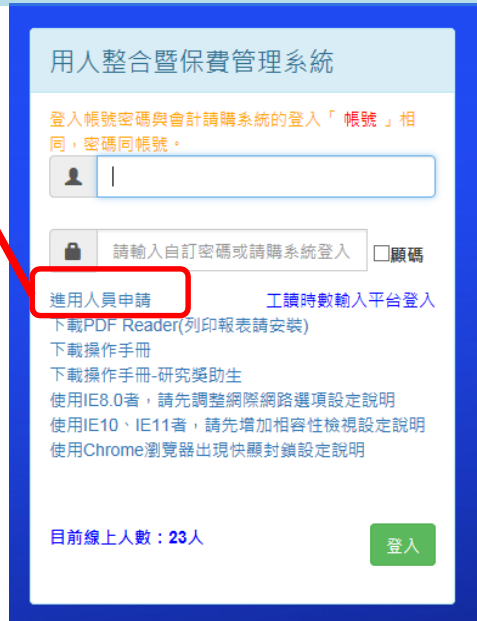 用人整合暨保費管理系統
登入帳號密碼與會計請購系統的登入「 帳號 」相
同，密碼同帳號。
請輸入自訂密碼或請購系統登入 顯碼
進用人員申請 工讀時數輸入平台登入
下載PDF Reader(列印報表請安裝)
下載操作手冊
下載操作手冊-研究獎助生
使用IE8.0者，請先調整網際網路選項設定說明
使用IE10、IE11者，請先增加相容性檢視設定說明
使用Chrome瀏覽器出現快顯封鎖設定說明
目前線上人數：23人
登入